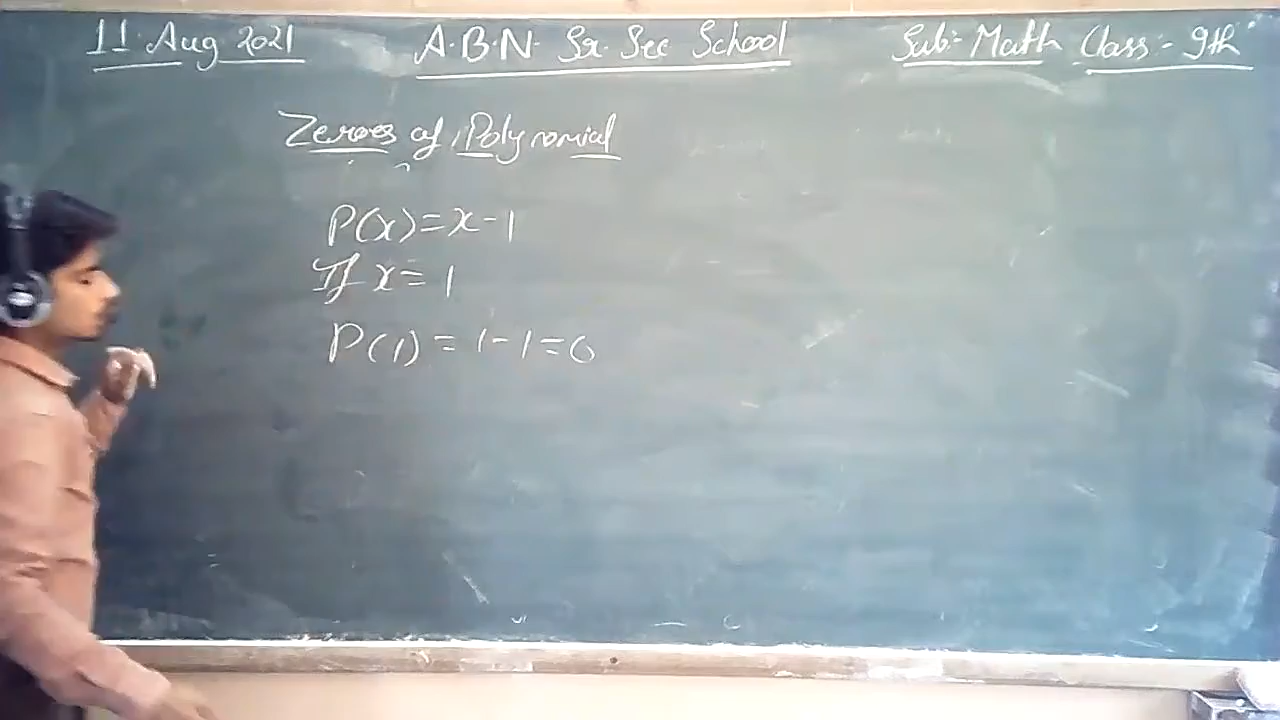 11 Aug 2021 A.B.N. Sr. Sec School Sub:- Math Class:- 9th
Zeroes of Polynomial
P(x)=x-1
If x=1
P(1)=1-1=0